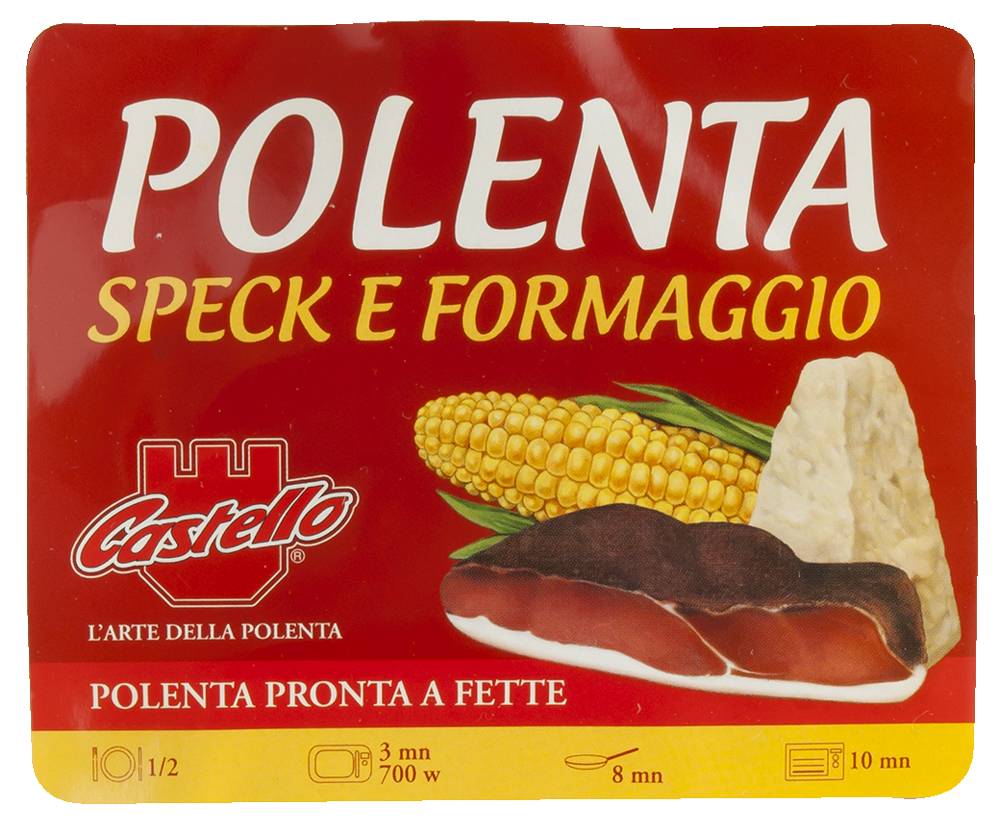 POLENTA
SPECK E FORMAGGIO
Castello
®
L'ARTE DELLA POLENTA
POLENTA PRONTA A FETTE
1/2
3 mn
700 w
8 mn
10 mn